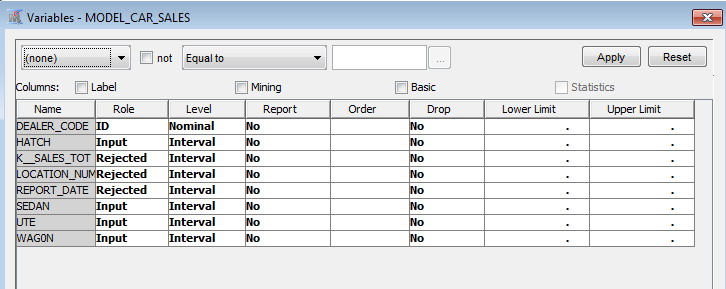 Variables - MODEL_CAR_SALES
(none) not Equal to ... Apply Reset
Columns: Label Mining Basic Statistics
Name Role Level Report Order Drop Lower Limit Upper Limit
DEALER_CODE ID Nominal No No . .
HATCH Input Interval No No . .
K__SALES_TOT Rejected Interval No No . .
LOCATION_NUM Rejected Interval No No . .
REPORT_DATE Rejected Interval No No . .
SEDAN Input Interval No No . .
UTE Input Interval No No . .
WAG0N Input Interval No No . .